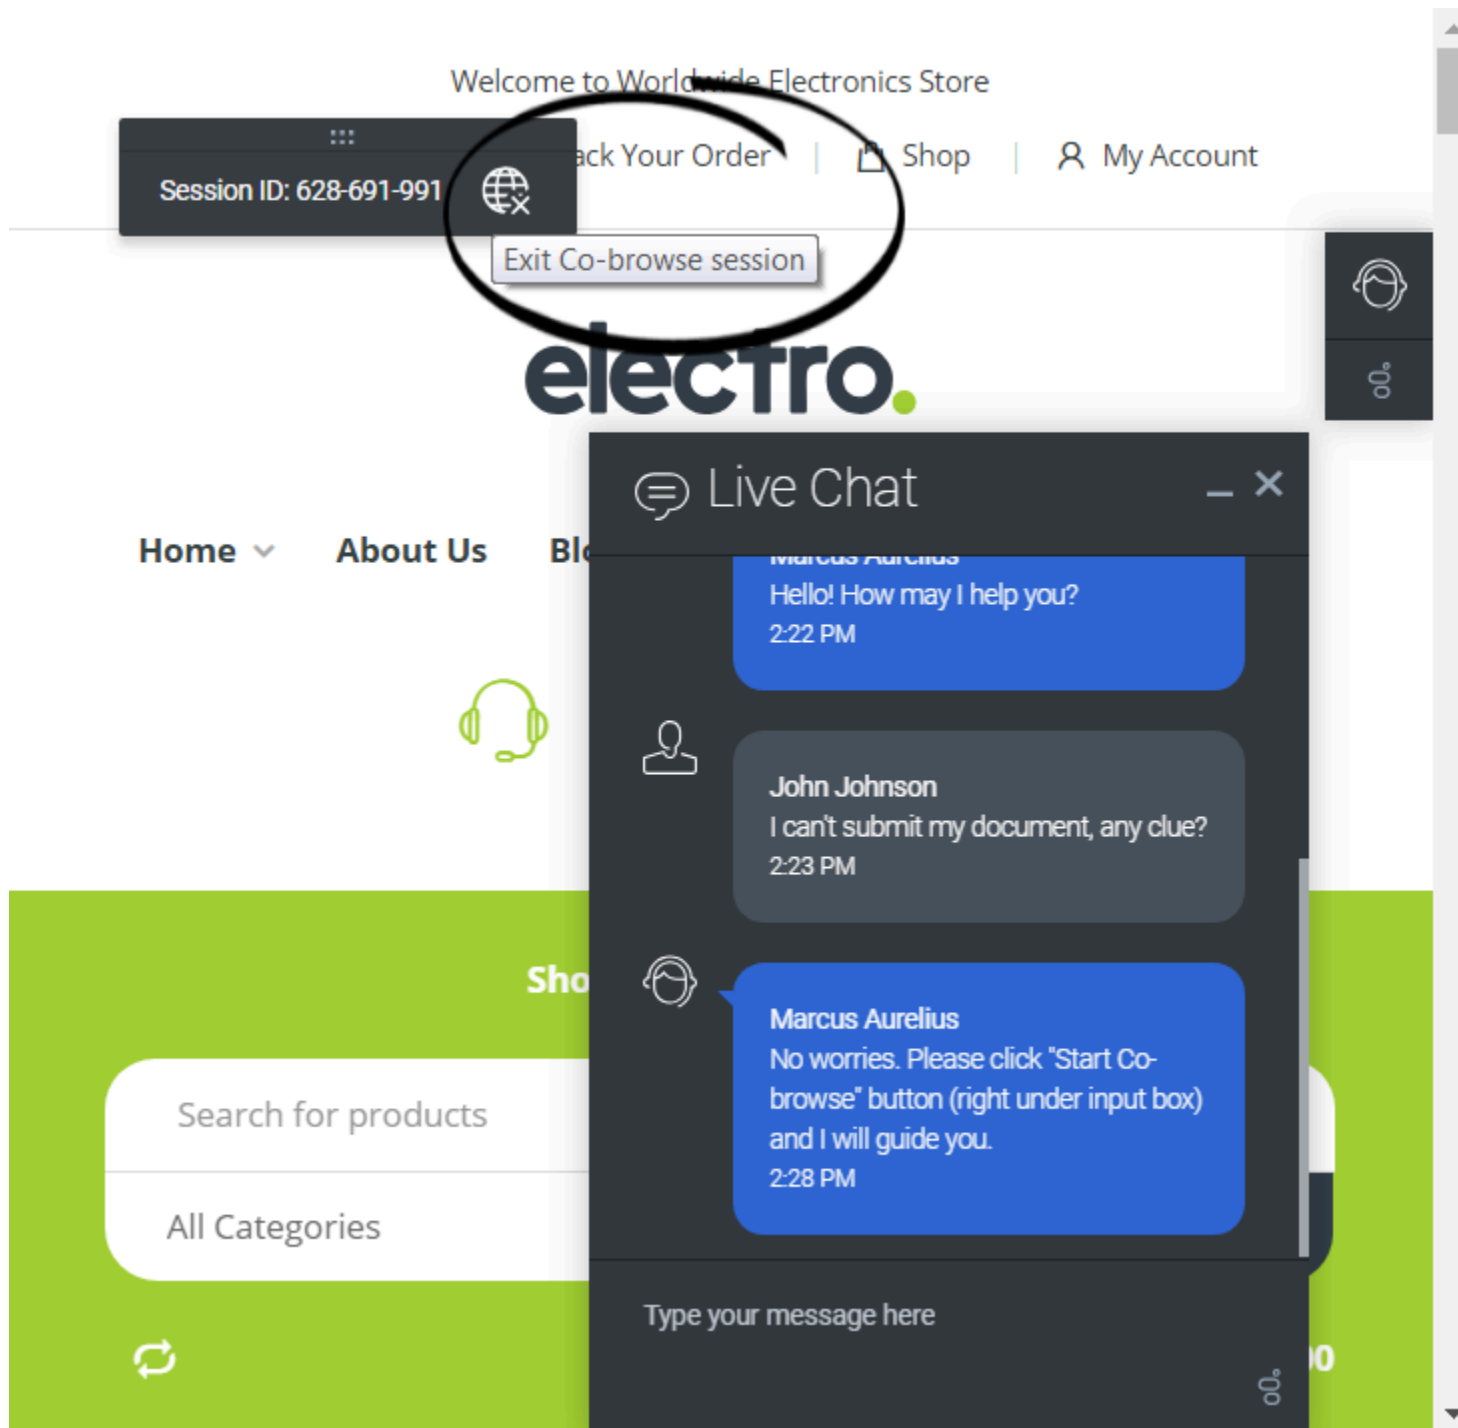 Welcome to Worldwide Electronics Store
Your Order
Shop
My Account
Session ID: 628-691-991
Exit Co-browse session
electro.
Live Chat
Home
About Us
Marcus Aurelius
Hello! How may I help you?
2:22 PM
John Johnson
I can't submit my document, any clue?
2:23 PM
Marcus Aurelius
No worries. Please click "Start Co-
browse" button (right under input box)
and I will guide you.
2:28 PM
Search for products
All Categories
Type your message here